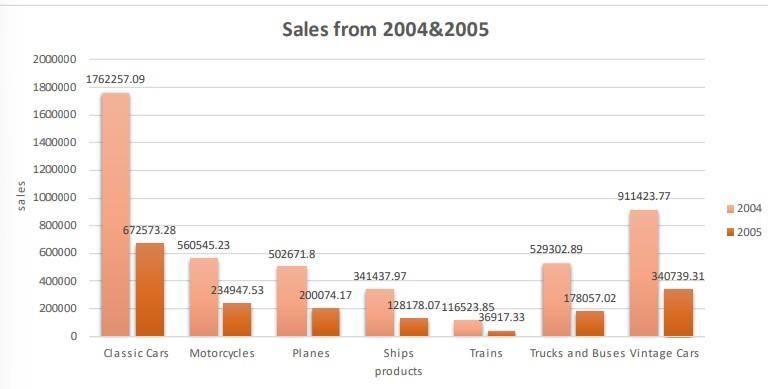 Sales from 2004&2005
2000000
1800000
1600000
1400000
1200000
1000000
800000
600000
400000
200000
0
sales
1762257.09
672573.28
560545.23
234947.53
502671.8
200074.17
341437.97
128178.07
116523.85
36917.33
529302.89
178057.02
911423.77
340739.31
Classic Cars
Motorcycles
Planes
Ships
Trains
Trucks and Buses
Vintage Cars
products
2004
2005